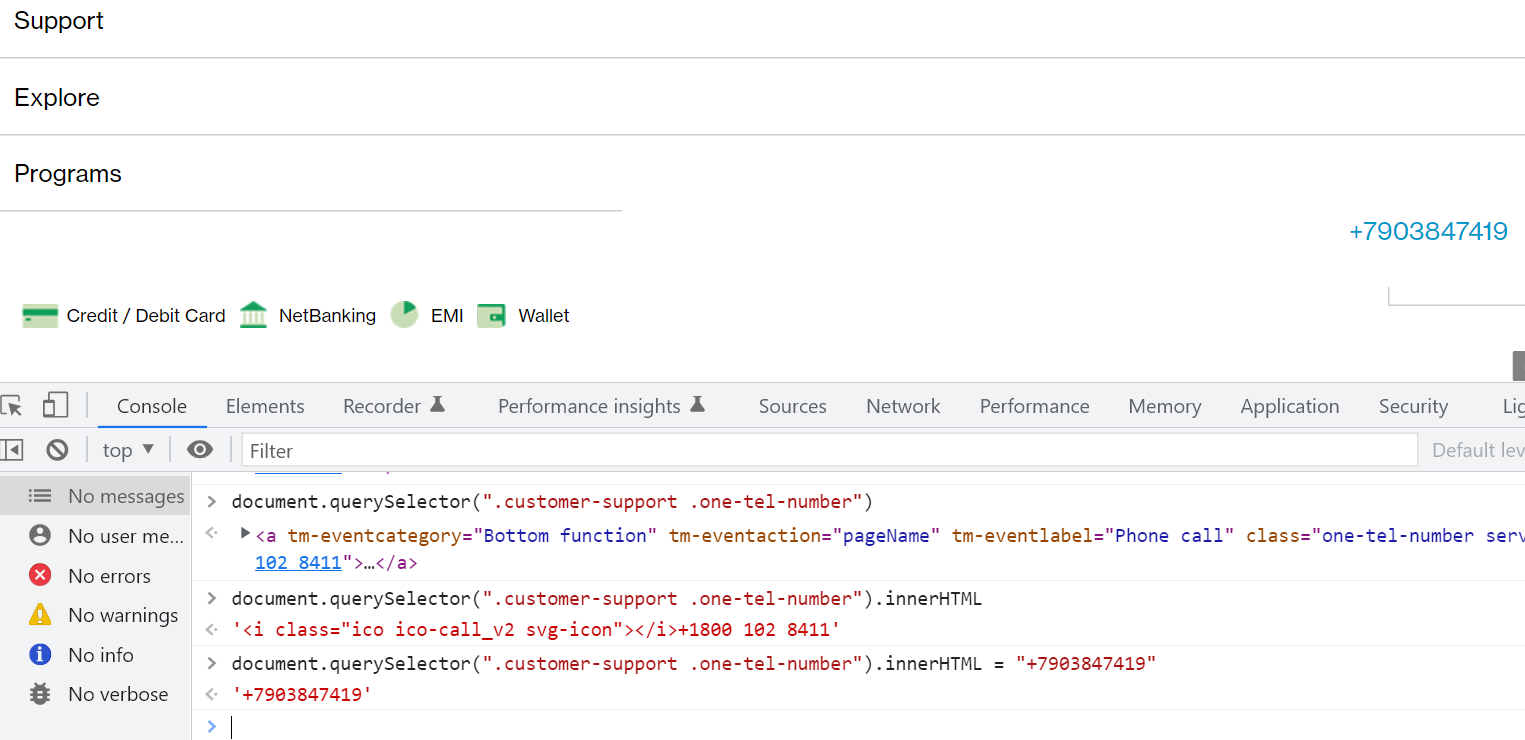 Support
Explore
Programs
+7903847419
Credit / Debit Card NetBanking EMI Wallet
Console Elements Recorder Performance insights Sources Network Performance Memory Application Security
top Filter Default
No messages
No user me...
No errors
No warnings
No info
No verbose
> document.querySelector(".customer-support .one-tel-number")
<a tm-eventcategory="Bottom function" tm-eventaction="pageName" tm-eventlabel="Phone call" class="one-tel-number
102 8411">…</a>
> document.querySelector(".customer-support .one-tel-number").innerHTML
'<i class="ico ico-call_v2 svg-icon"></i>+1800 102 8411'
> document.querySelector(".customer-support .one-tel-number").innerHTML = "+7903847419"
'+7903847419'
>